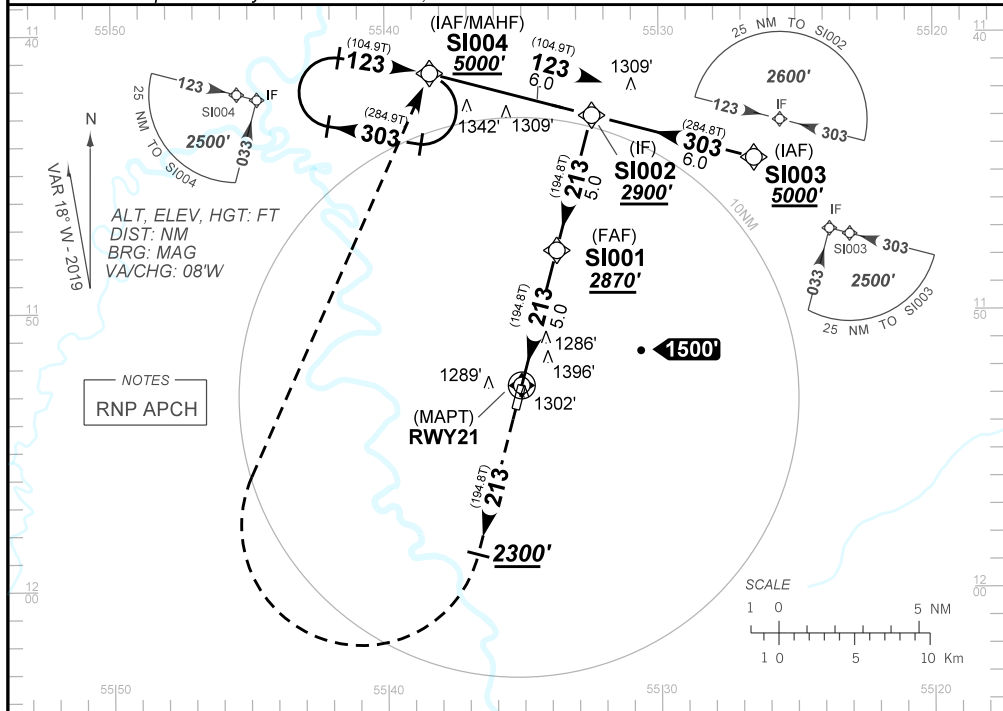 55|50
55|40
55|30
55|20
11
40
11
40
(IAF/MAHF)
SI004
5000'
(104.9T)
123
(104.9T)
123
6.0
1309'
(284.9T)
303
1342'
1309'
(284.8T)
303
6.0
(IAF)
SI003
5000'
(IF)
SI002
2900'
25 NM TO SI002
2600'
IF
123
303
123
SI004
IF
2500'
033
25 NM TO SI004
N
VAR 18° W - 2019
ALT, ELEV, HGT: FT
DIST: NM
BRG: MAG
VA/CHG: 08'W
(194.8T)
213
5.0
10NM
IF
SI003
303
033
2500'
25 NM TO SI003
(FAF)
SI001
2870'
11
50
11
50
(194.8T)
213
5.0
1286'
1396'
1500'
1289'
1302'
(MAPT)
RWY21
NOTES
RNP APCH
(194.8T)
213
2300'
12
00
12
00
SCALE
1 0 5 NM
1 0 5 10 Km
55|50
55|40
55|30
55|20